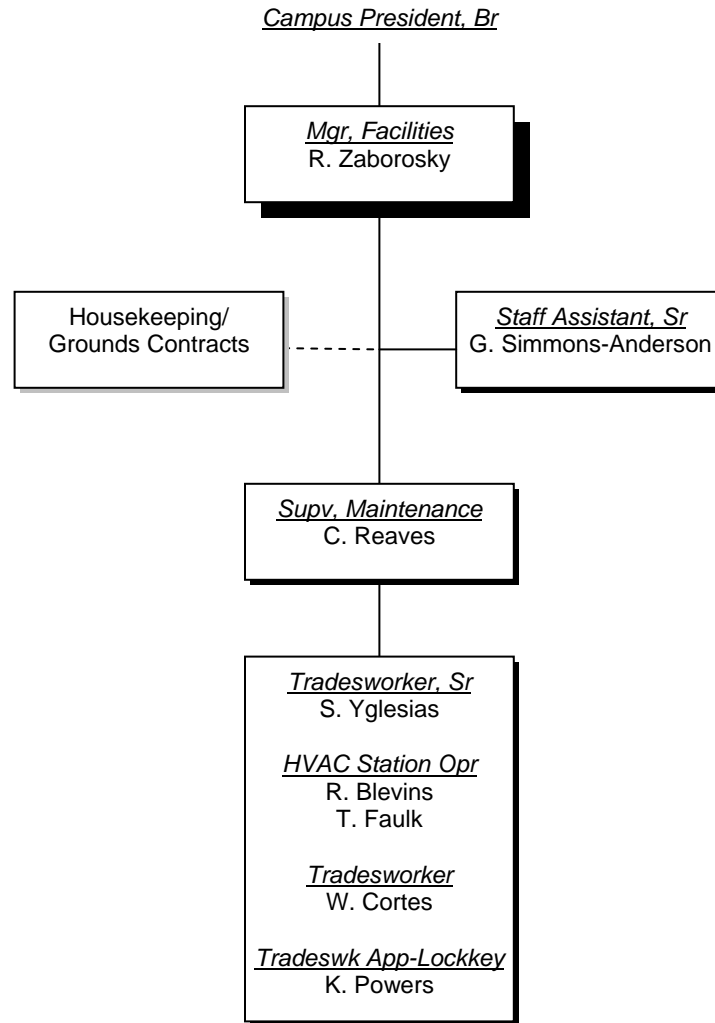 Campus President, Br
Mgr, Facilities
R. Zaborosky
Housekeeping/
Grounds Contracts
Staff Assistant, Sr
G. Simmons-Anderson
Supv, Maintenance
C. Reaves
Tradesworker, Sr
S. Yglesias
HVAC Station Opr
R. Blevins
T. Faulk
Tradesworker
W. Cortes
Tradeswk App-Lockkey
K. Powers